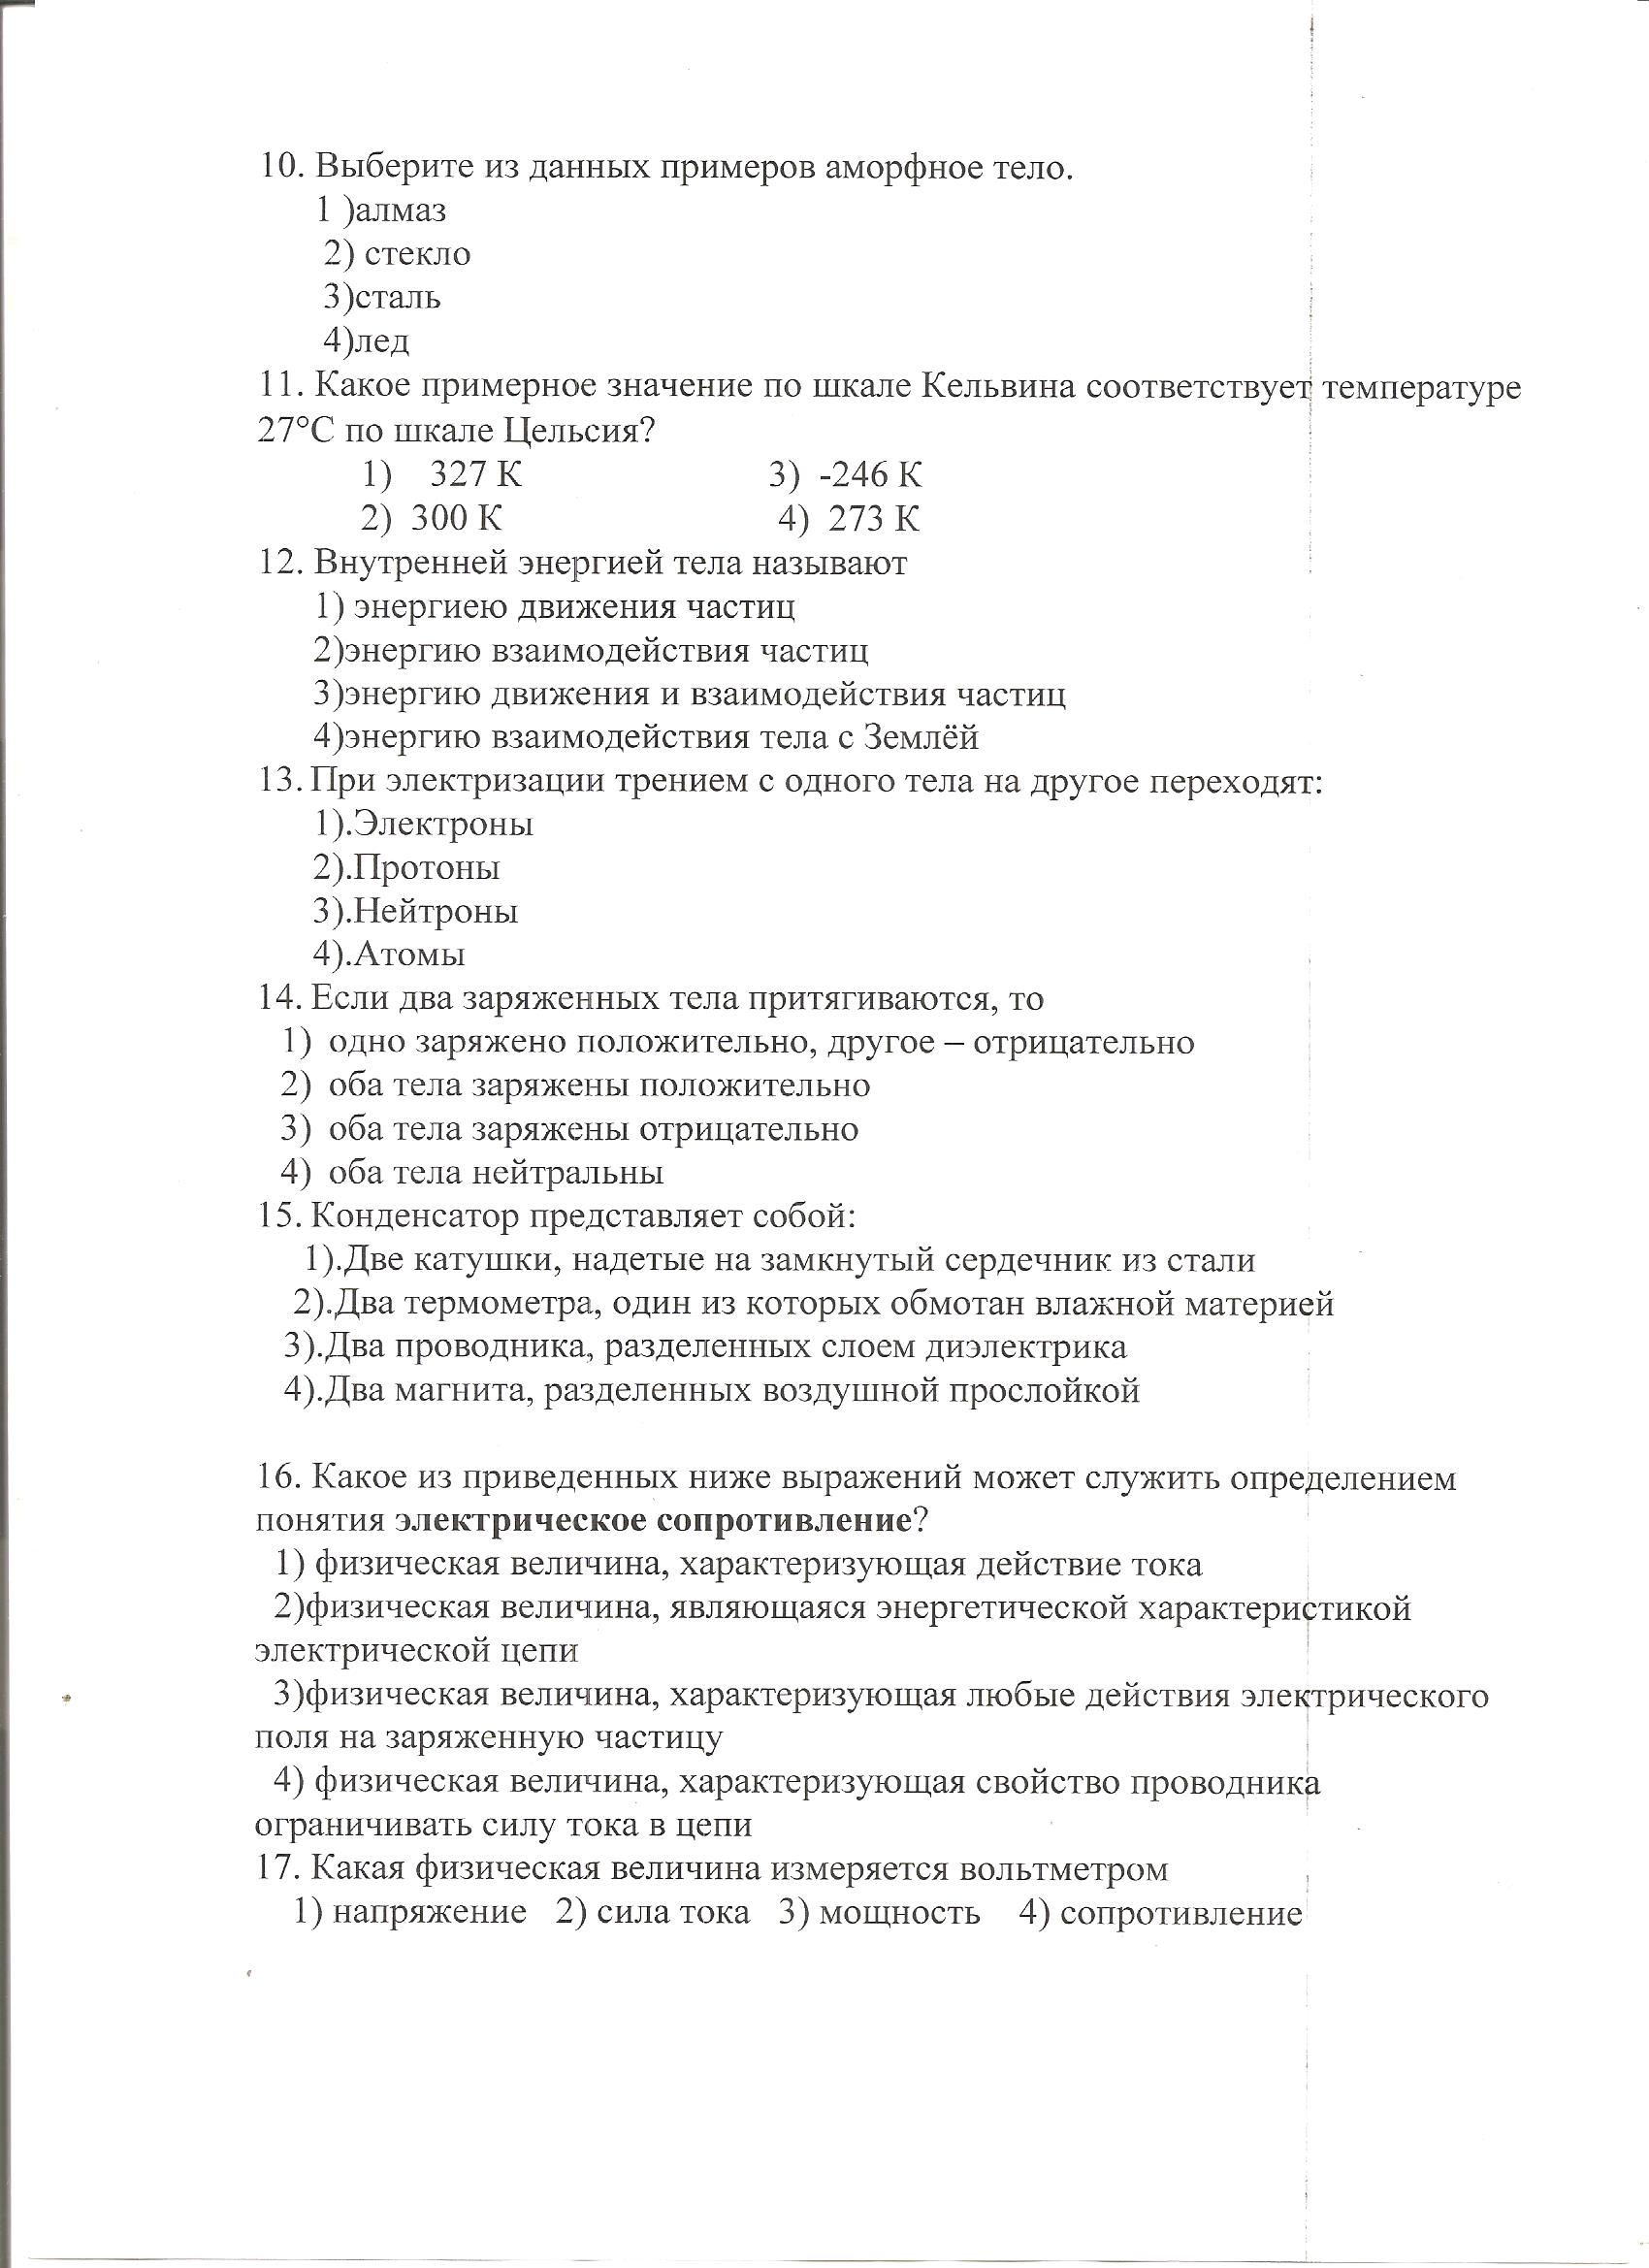 10. Выберите из данных примеров аморфное тело.
1 )алмаз
2) стекло
3)сталь
4)лед
11. Какое примерное значение по шкале Кельвина соответствует температуре
27°С по шкале Цельсия?
1) 327 К 3) -246 К
2) 300 К 4) 273 К
12. Внутренней энергией тела называют
1) энергиею движения частиц
2)энергию взаимодействия частиц
3)энергию движения и взаимодействия частиц
4)энергию взаимодействия тела с Землёй
13. При электризации трением с одного тела на другое переходят:
1).Электроны
2).Протоны
3).Нейтроны
4).Атомы
14. Если два заряженных тела притягиваются, то
1) одно заряжено положительно, другое – отрицательно
2) оба тела заряжены положительно
3) оба тела заряжены отрицательно
4) оба тела нейтральны
15. Конденсатор представляет собой:
1).Две катушки, надетые на замкнутый сердечник из стали
2).Два термометра, один из которых обмотан влажной материей
3).Два проводника, разделенных слоем диэлектрика
4).Два магнита, разделенных воздушной прослойкой
16. Какое из приведенных ниже выражений может служить определением
понятия электрическое сопротивление?
1) физическая величина, характеризующая действие тока
2)физическая величина, являющаяся энергетической характеристикой
электрической цепи
3)физическая величина, характеризующая любые действия электрического
поля на заряженную частицу
4) физическая величина, характеризующая свойство проводника
ограничивать силу тока в цепи
17. Какая физическая величина измеряется вольтметром
1) напряжение 2) сила тока 3) мощность 4) сопротивление